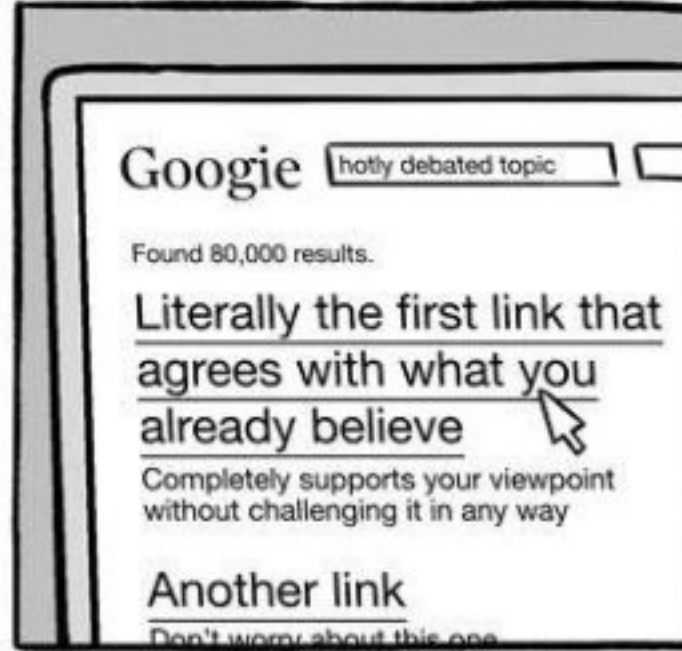 Googie
hotly debated topic
Found 80,000 results.
Literally the first link that
agrees with what you
already believe
Completely supports your viewpoint
without challenging it in any way
Another link
Don't worry about this one